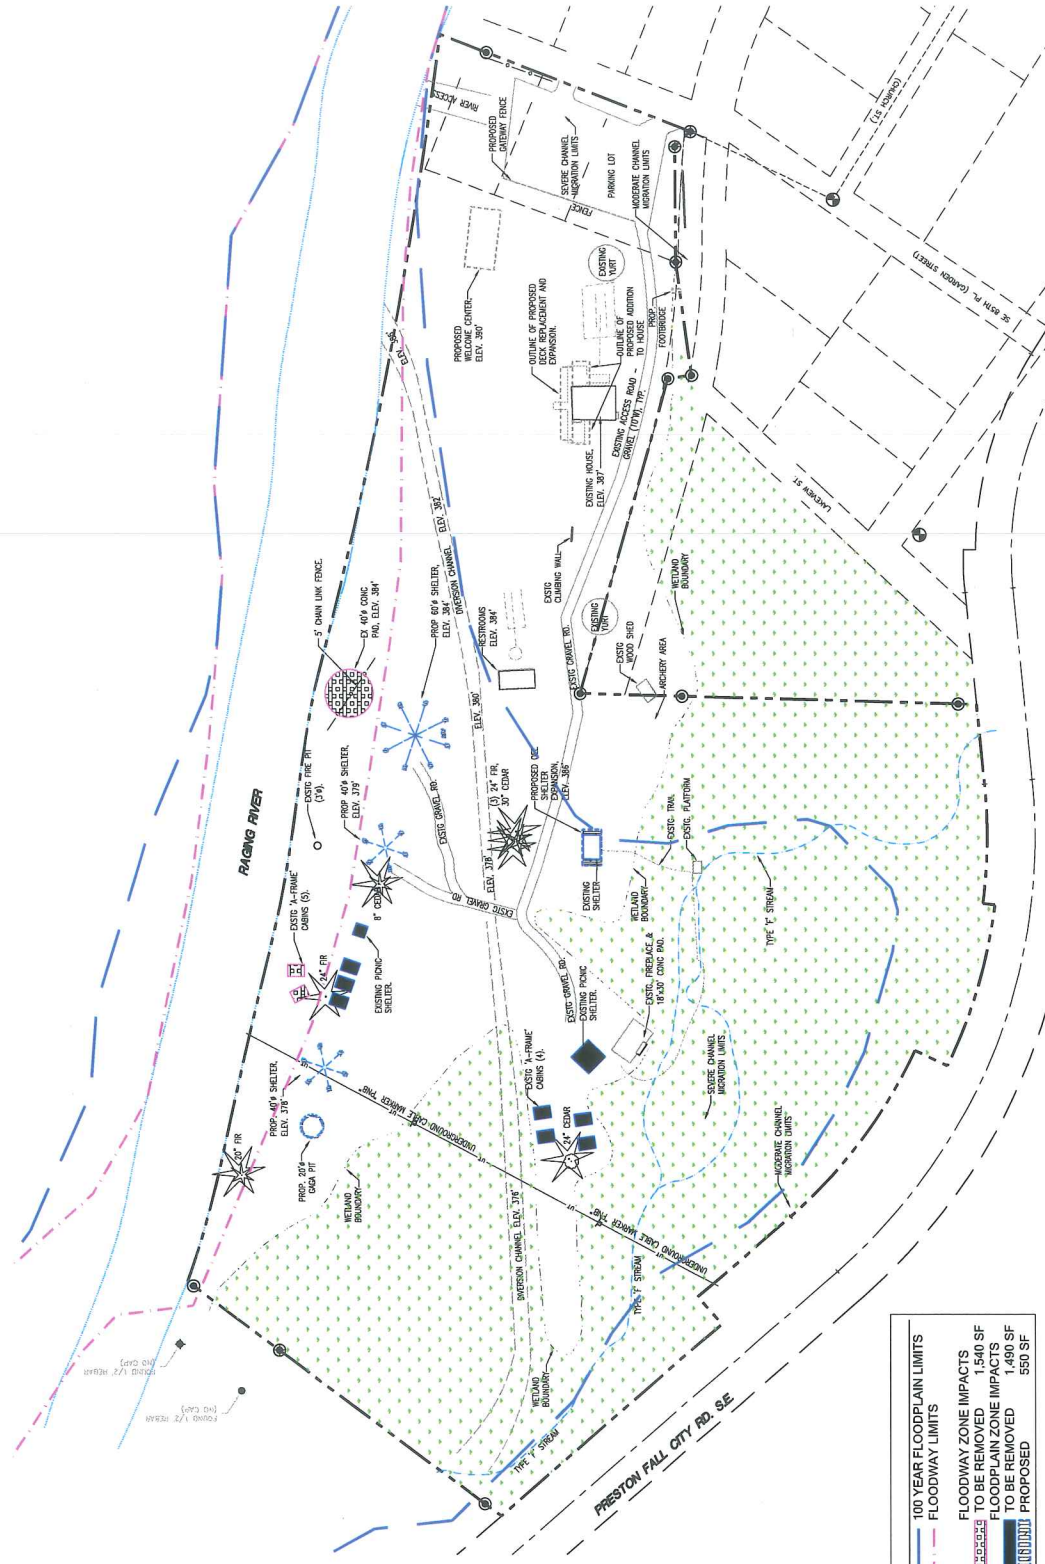 RAGING RIVER
RIVER ACCESS
PROPOSED
GATEWAY FENCE
SEVERE CHANNEL
MIGRATION LIMITS
PARKING LOT
MODERATE CHANNEL
MIGRATION LIMITS
FENCE
(CHURCH ST.)
SE 85TH PL (GARDEN STREET)
LAKEVIEW ST.
PROPOSED
WELCOME CENTER,
ELEV. 390'
EXISTING
YURT
OUTLINE OF PROPOSED
DECK REPLACEMENT AND
EXPANSION.
OUTLINE OF
PROPOSED ADDITION
TO HOUSE
PROP.
FOOTBRIDGE
EXISTING ACCESS ROAD -
GRAVEL (10'W), TYP.
EXISTING HOUSE,
ELEV. 387'
ELEV. 382'
DIVERSION CHANNEL
EXSTG
CLIMBING WALL
5' CHAIN LINK FENCE.
EX 40'ø CONC
PAD, ELEV. 384'
PROP 60'ø SHELTER,
ELEV. 384'
RESTROOMS
ELEV. 384'
EXSTG GRAVEL RD.
EXISTING
YURT
EXSTG
WOOD SHED
ARCHERY AREA
WETLAND
BOUNDARY
ELEV. 380'
EXSTG FIRE PIT
(3'ø).
PROP 40'ø SHELTER,
ELEV. 379'
EXSTG GRAVEL RD.
(3) 24" FIR,
30" CEDAR
ELEV. 378'
PROPOSED OEL
SHELTER
EXPANSION,
ELEV. 386'
EXISTING
SHELTER
EXSTG. TRAIL
EXSTG. PLATFORM
WETLAND
BOUNDARY
TYPE 'F' STREAM
EXSTG 'A-FRAME'
CABINS (5).
24" FIR
8" CEDAR
EXISTING PICNIC
SHELTER.
EXSTG GRAVEL RD
EXSTG GRAVEL RD.
EXISTING PICNIC
SHELTER.
EXSTG. FIREPLACE &
18'x30' CONC PAD.
SEVERE CHANNEL
MIGRATION LIMITS
MODERATE CHANNEL
MIGRATION LIMITS
PROP. 40'ø SHELTER,
ELEV. 378'
20" FIR
PROP. 20'ø
GAGA PIT
WETLAND
BOUNDARY
UNDERGROUND CABLE MARKER "PNB"
EXSTG 'A-FRAME'
CABINS (4).
24" CEDAR
UNDERGROUND CABLE MARKER "PNB"
DIVERSION CHANNEL ELEV. 376'
TYPE 'F' STREAM
WETLAND
BOUNDARY
TYPE 'F' STREAM
FOUND 1/2" REBAR
(NO CAP)
FOUND 1/2" REBAR
(NO CAP)
PRESTON FALL CITY RD. S.E.
100 YEAR FLOODPLAIN LIMITS
FLOODWAY LIMITS
FLOODWAY ZONE IMPACTS
TO BE REMOVED 1,540 SF
FLOODPLAIN ZONE IMPACTS
TO BE REMOVED 1,490 SF
PROPOSED 550 SF